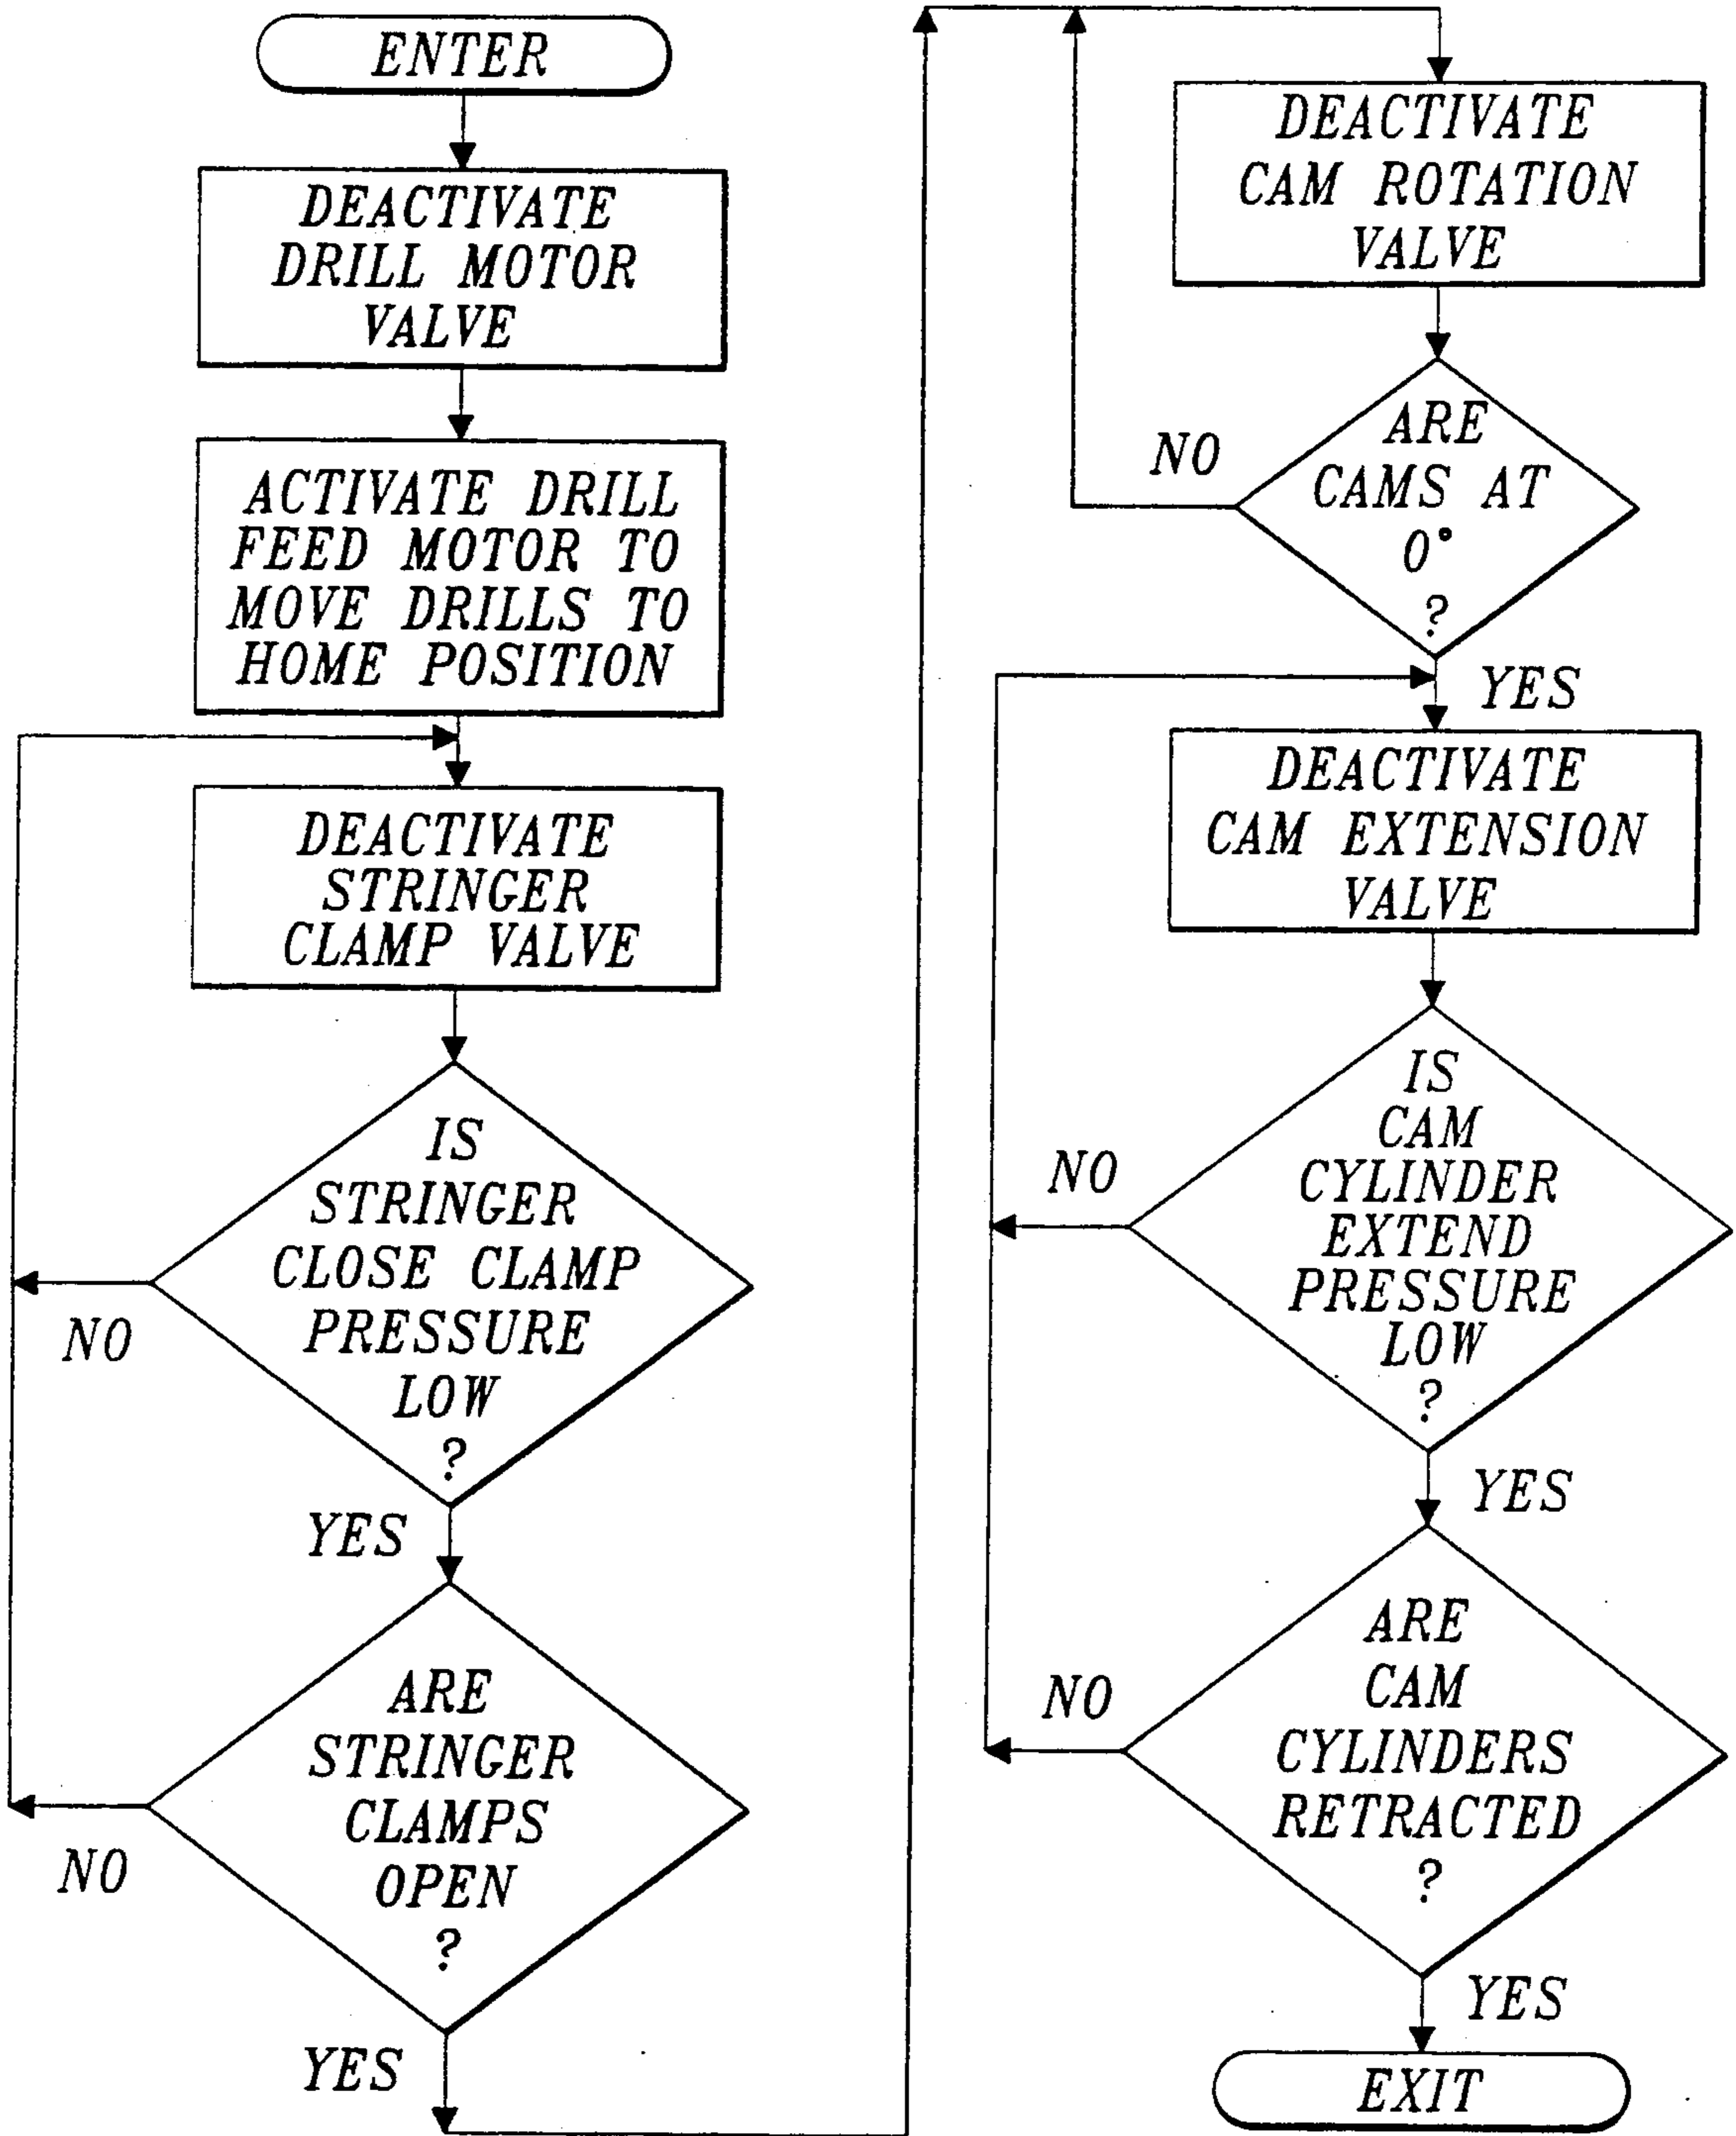 ENTER
DEACTIVATE
DRILL MOTOR
VALVE
ACTIVATE DRILL
FEED MOTOR TO
MOVE DRILLS TO
HOME POSITION
DEACTIVATE
STRINGER
CLAMP VALVE
IS
STRINGER
CLOSE CLAMP
PRESSURE
LOW
?
NO
YES
ARE
STRINGER
CLAMPS
OPEN
?
NO
YES
DEACTIVATE
CAM ROTATION
VALVE
ARE
CAMS AT
0°
?
NO
YES
DEACTIVATE
CAM EXTENSION
VALVE
IS
CAM
CYLINDER
EXTEND
PRESSURE
LOW
?
NO
YES
ARE
CAM
CYLINDERS
RETRACTED
?
NO
YES
EXIT